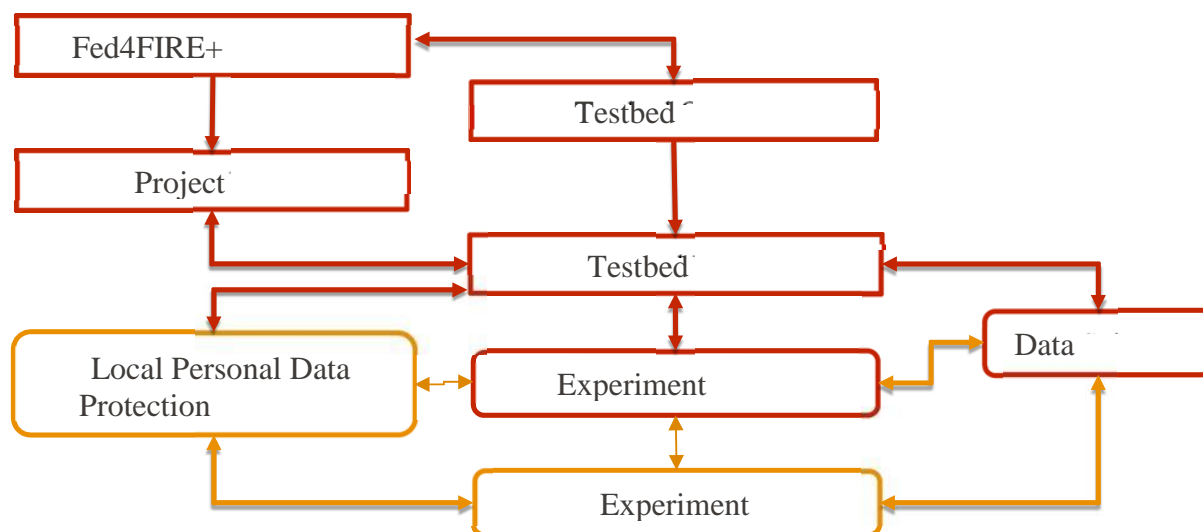 Fed4FIRE+
Testbed
Project
Testbed
Local Personal Data
Protection
Experiment
Data
Experiment